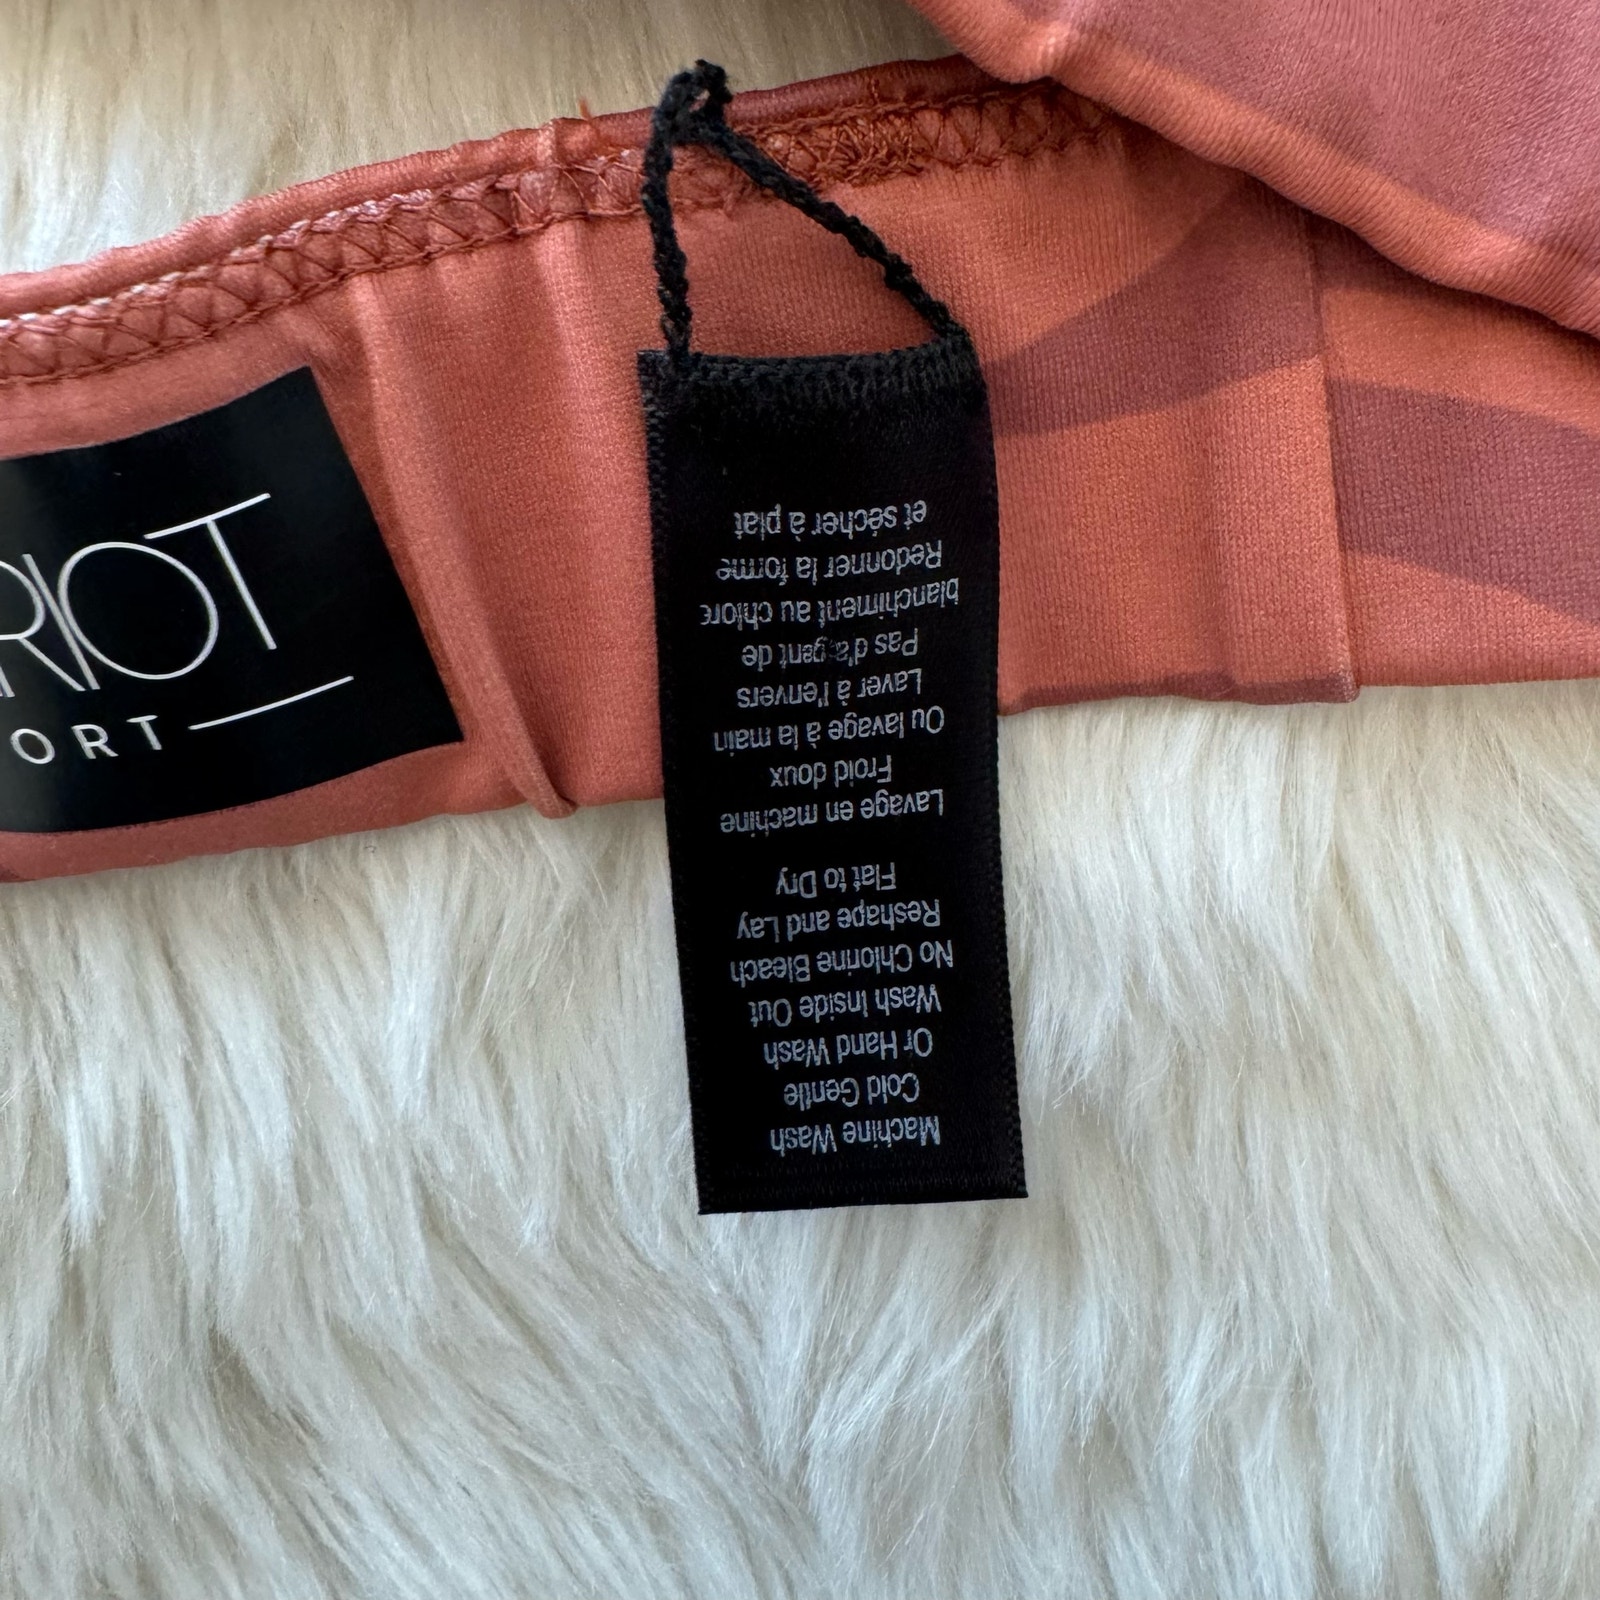 RIOT
ORT
Machine Wash
Cold Gentle
Or Hand Wash
Wash Inside Out
No Chlorine Bleach
Reshape and Lay
Flat to Dry
Lavage en machine
Froid doux
Ou lavage à la main
Laver à l'envers
Pas d'agent de
blanchiment au chlore
Redonner la forme
et sécher à plat